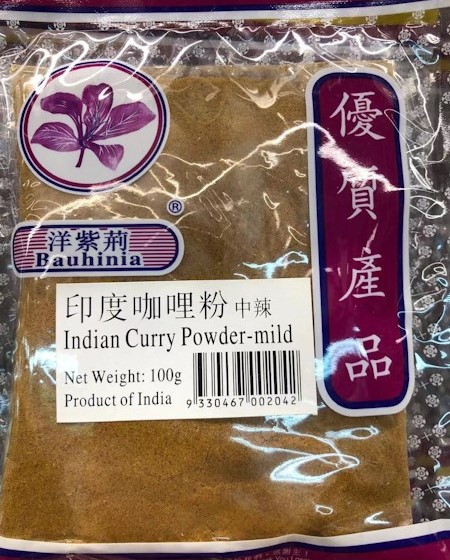 優質產品
®
洋紫荊
Bauhinia
印度咖哩粉 中辣
Indian Curry Powder-mild
Net Weight: 100g
Product of India
9 330467 002042